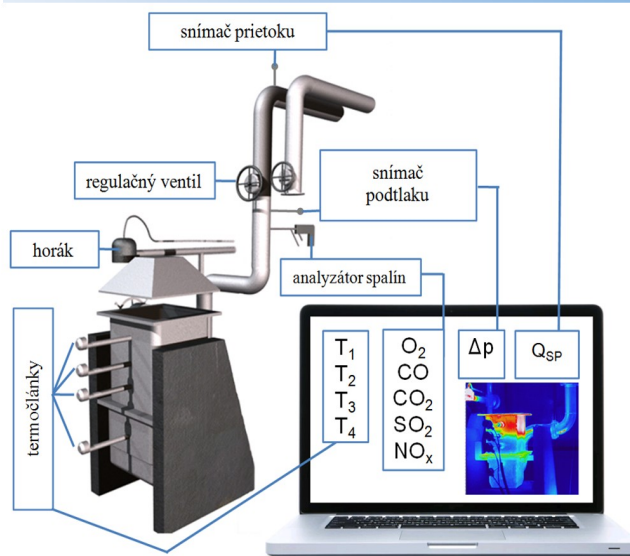 snímač prietoku
regulačný ventil
snímač
podtlaku
horák
analyzátor spalín
termočlánky
T₁
T₂
T₃
T₄
O₂
CO
CO₂
SO₂
NOₓ
Δp
Q_SP